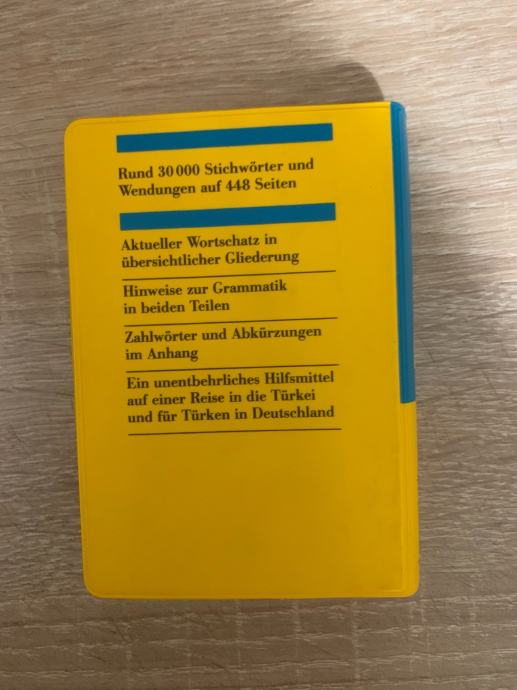 Rund 30 000 Stichwörter und
Wendungen auf 448 Seiten
Aktueller Wortschatz in
übersichtlicher Gliederung
Hinweise zur Grammatik
in beiden Teilen
Zahlwörter und Abkürzungen
im Anhang
Ein unentbehrliches Hilfsmittel
auf einer Reise in die Türkei
und für Türken in Deutschland